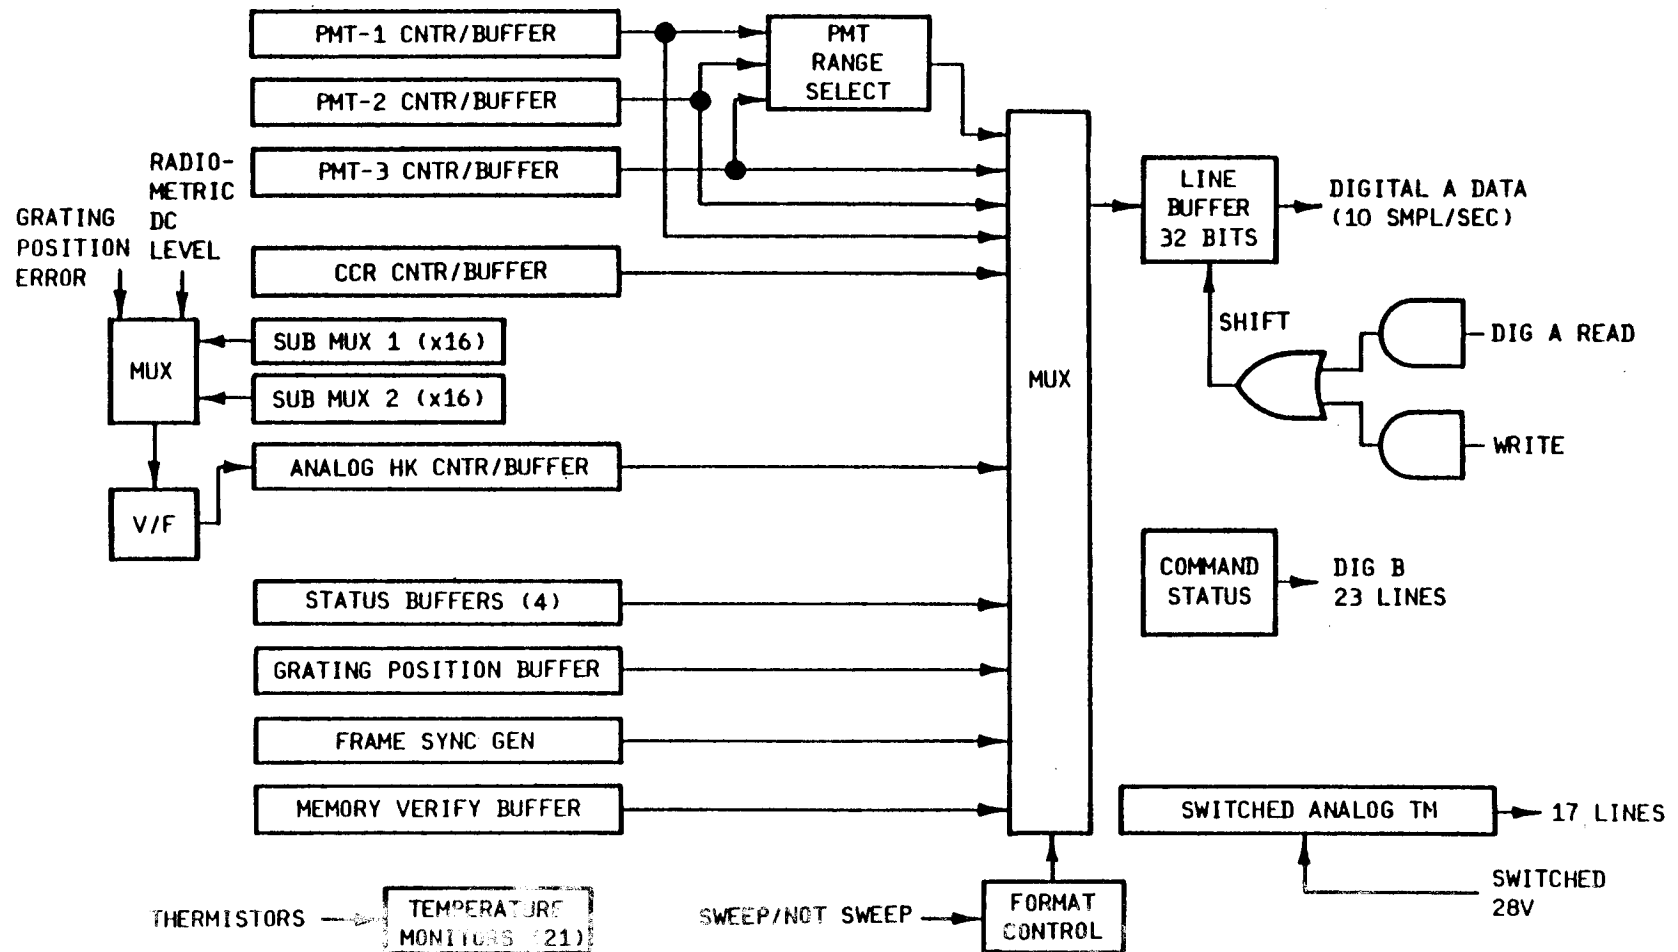 PMT-1 CNTR/BUFFER
PMT
RANGE
SELECT
PMT-2 CNTR/BUFFER
PMT-3 CNTR/BUFFER
RADIO-
METRIC
DC
LEVEL
GRATING
POSITION
ERROR
CCR CNTR/BUFFER
SUB MUX 1 (x16)
MUX
SUB MUX 2 (x16)
ANALOG HK CNTR/BUFFER
V/F
STATUS BUFFERS (4)
GRATING POSITION BUFFER
FRAME SYNC GEN
MEMORY VERIFY BUFFER
MUX
LINE
BUFFER
32 BITS
DIGITAL A DATA
(10 SMPL/SEC)
SHIFT
DIG A READ
WRITE
COMMAND
STATUS
DIG B
23 LINES
SWITCHED ANALOG TM
17 LINES
SWITCHED
28V
THERMISTORS
TEMPERATURE
MONITORS (21)
SWEEP/NOT SWEEP
FORMAT
CONTROL